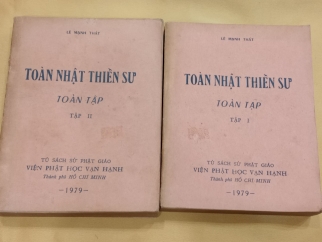 LÊ MẠNH THÁT
TOÀN NHẬT THIỀN SƯ
TOÀN TẬP
TẬP II
TỦ SÁCH SỬ PHẬT GIÁO
VIỆN PHẬT HỌC VẠN HẠNH
Thành phố HỒ CHÍ MINH
—1979—
LÊ MẠNH THÁT
TOÀN NHẬT THIỀN SƯ
TOÀN TẬP
TẬP I
TỦ SÁCH SỬ PHẬT GIÁO
VIỆN PHẬT HỌC VẠN HẠNH
Thành phố HỒ CHÍ MINH
—1979—